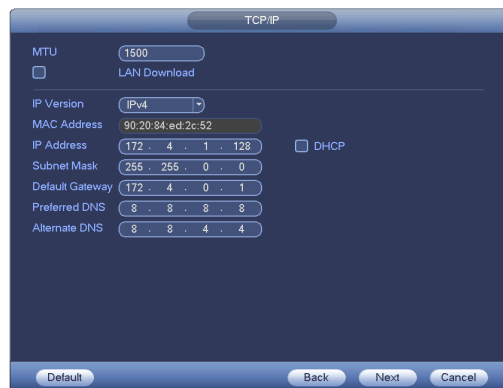 TCP/IP
MTU 1500
LAN Download
IP Version IPv4
MAC Address 90:20:84:ed:2c:52
IP Address 172 . 4 . 1 . 128 DHCP
Subnet Mask 255 . 255 . 0 . 0
Default Gateway 172 . 4 . 0 . 1
Preferred DNS 8 . 8 . 8 . 8
Alternate DNS 8 . 8 . 4 . 4
Default Back Next Cancel